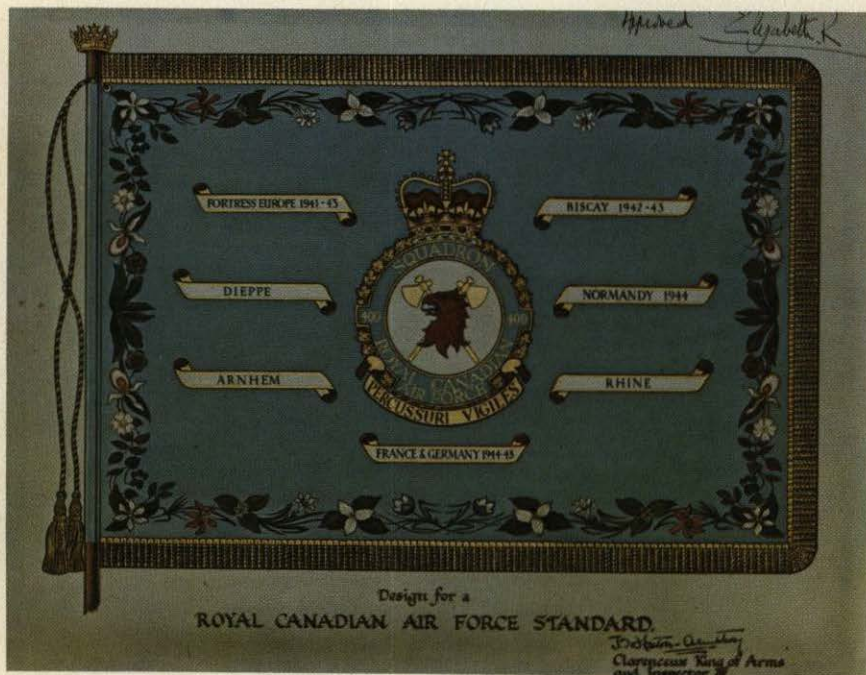 Approved Elizabeth R
FORTRESS EUROPE 1941-43
BISCAY 1942-43
DIEPPE
NORMANDY 1944
ARNHEM
RHINE
FRANCE & GERMANY 1944-45
SQUADRON
400 400
ROYAL CANADIAN
AIR FORCE
PERCUSSURI VIGILES
Design for a
ROYAL CANADIAN AIR FORCE STANDARD.
Clarenceux King of Arms
and Inspector